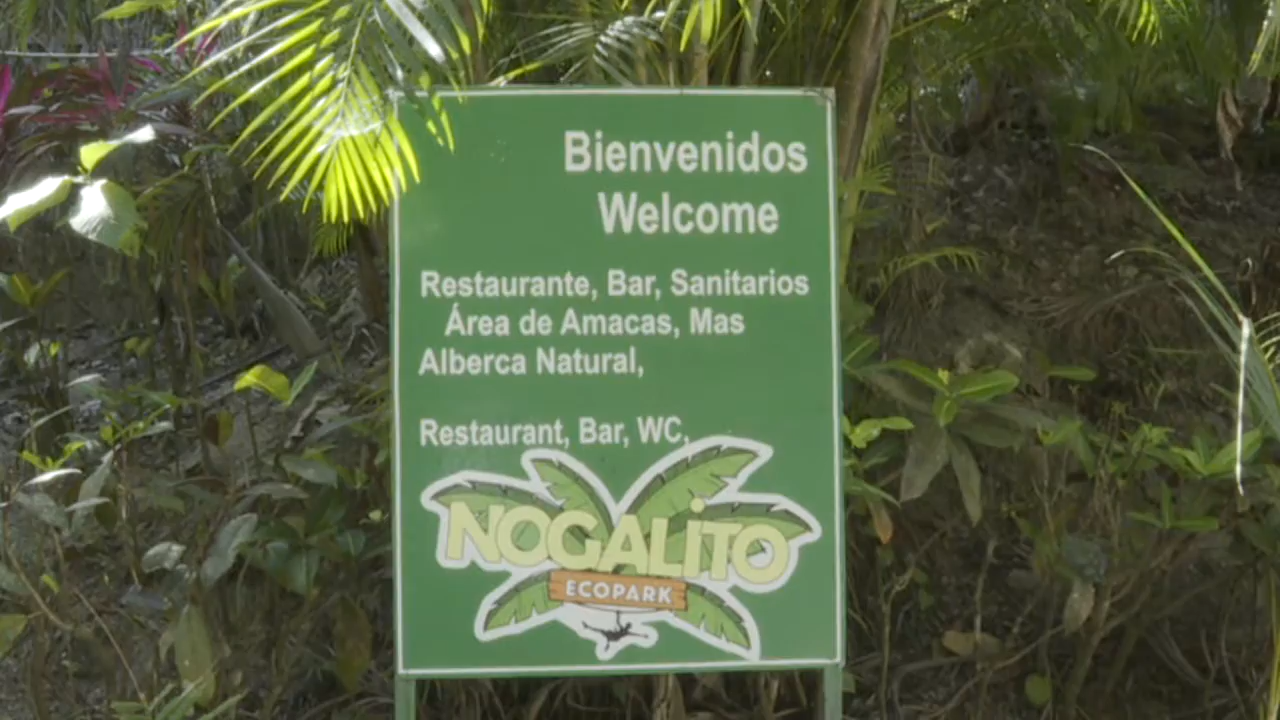 Bienvenidos
Welcome
Restaurante, Bar, Sanitarios
Área de Amacas, Mas
Alberca Natural,
Restaurant, Bar, WC,
NOGALiTO
ECOPARK